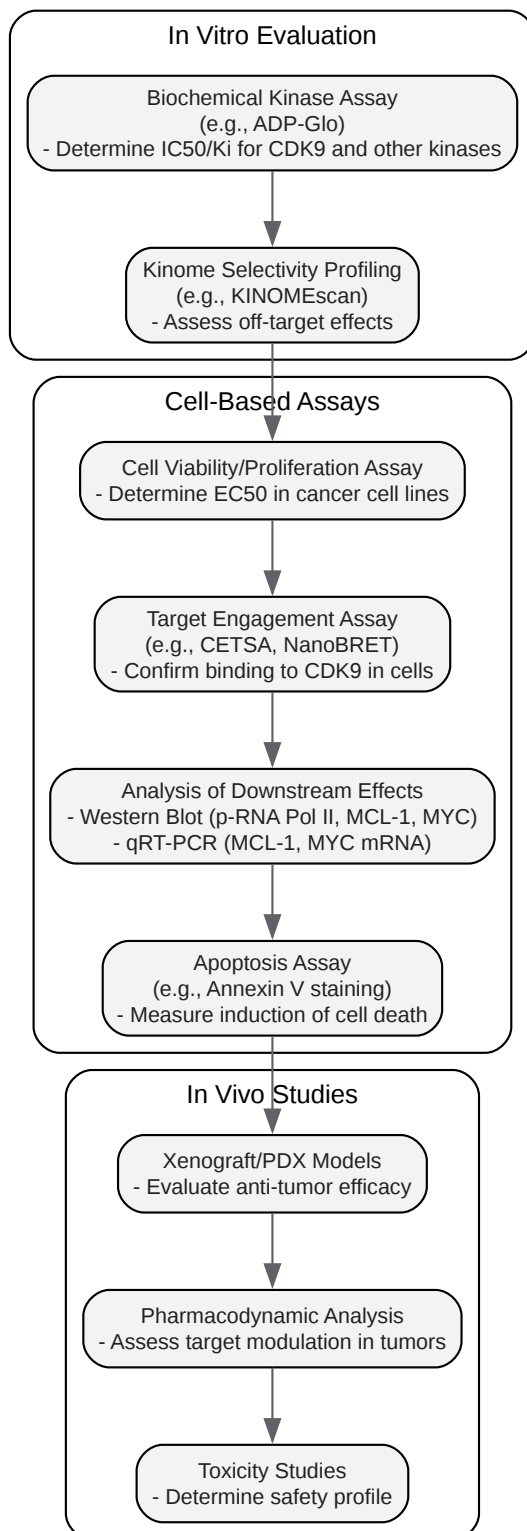 In Vitro Evaluation
Biochemical Kinase Assay
(e.g., ADP-Glo)
- Determine IC50/Ki for CDK9 and other kinases
Kinome Selectivity Profiling
(e.g., KINOMEscan)
- Assess off-target effects
Cell-Based Assays
Cell Viability/Proliferation Assay
- Determine EC50 in cancer cell lines
Target Engagement Assay
(e.g., CETSA, NanoBRET)
- Confirm binding to CDK9 in cells
Analysis of Downstream Effects
- Western Blot (p-RNA Pol II, MCL-1, MYC)
- qRT-PCR (MCL-1, MYC mRNA)
Apoptosis Assay
(e.g., Annexin V staining)
- Measure induction of cell death
In Vivo Studies
Xenograft/PDX Models
- Evaluate anti-tumor efficacy
Pharmacodynamic Analysis
- Assess target modulation in tumors
Toxicity Studies
- Determine safety profile